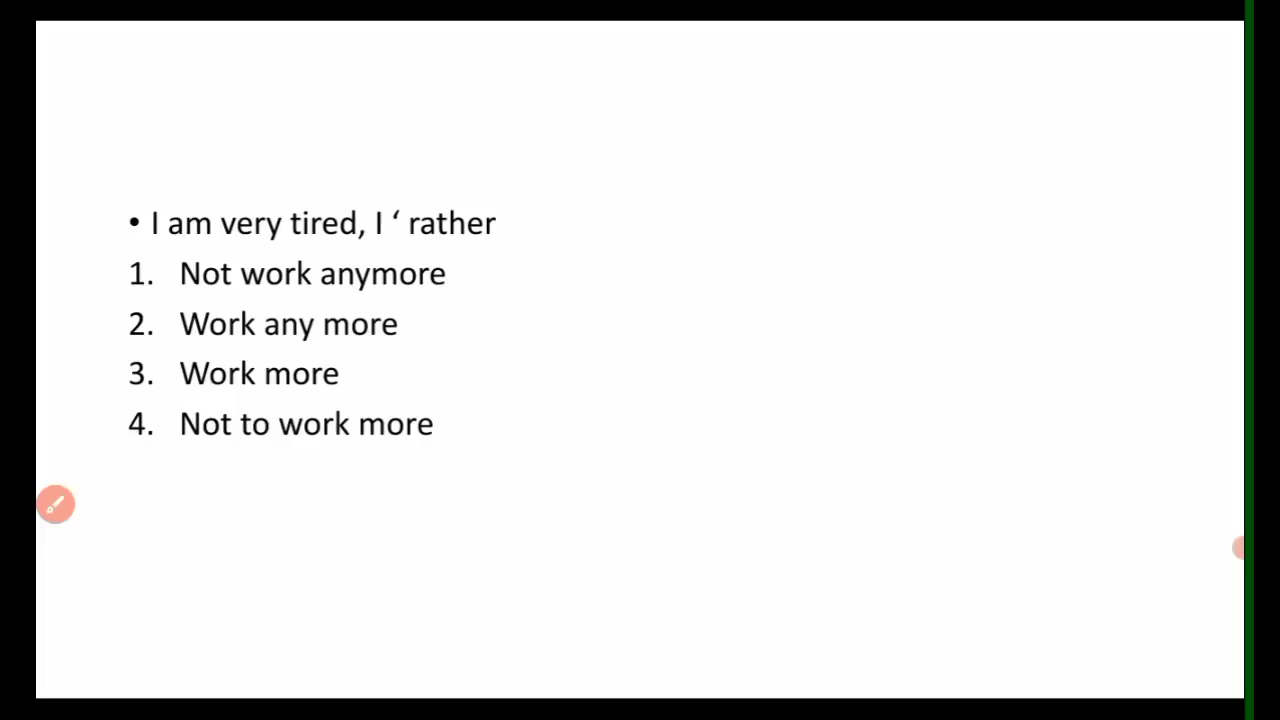 • I am very tired, I ‘ rather
1. Not work anymore
2. Work any more
3. Work more
4. Not to work more